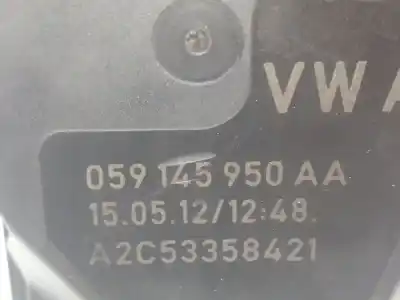 VW A
059 145 950 AA
15.05.12/12:48.
A2C53358421